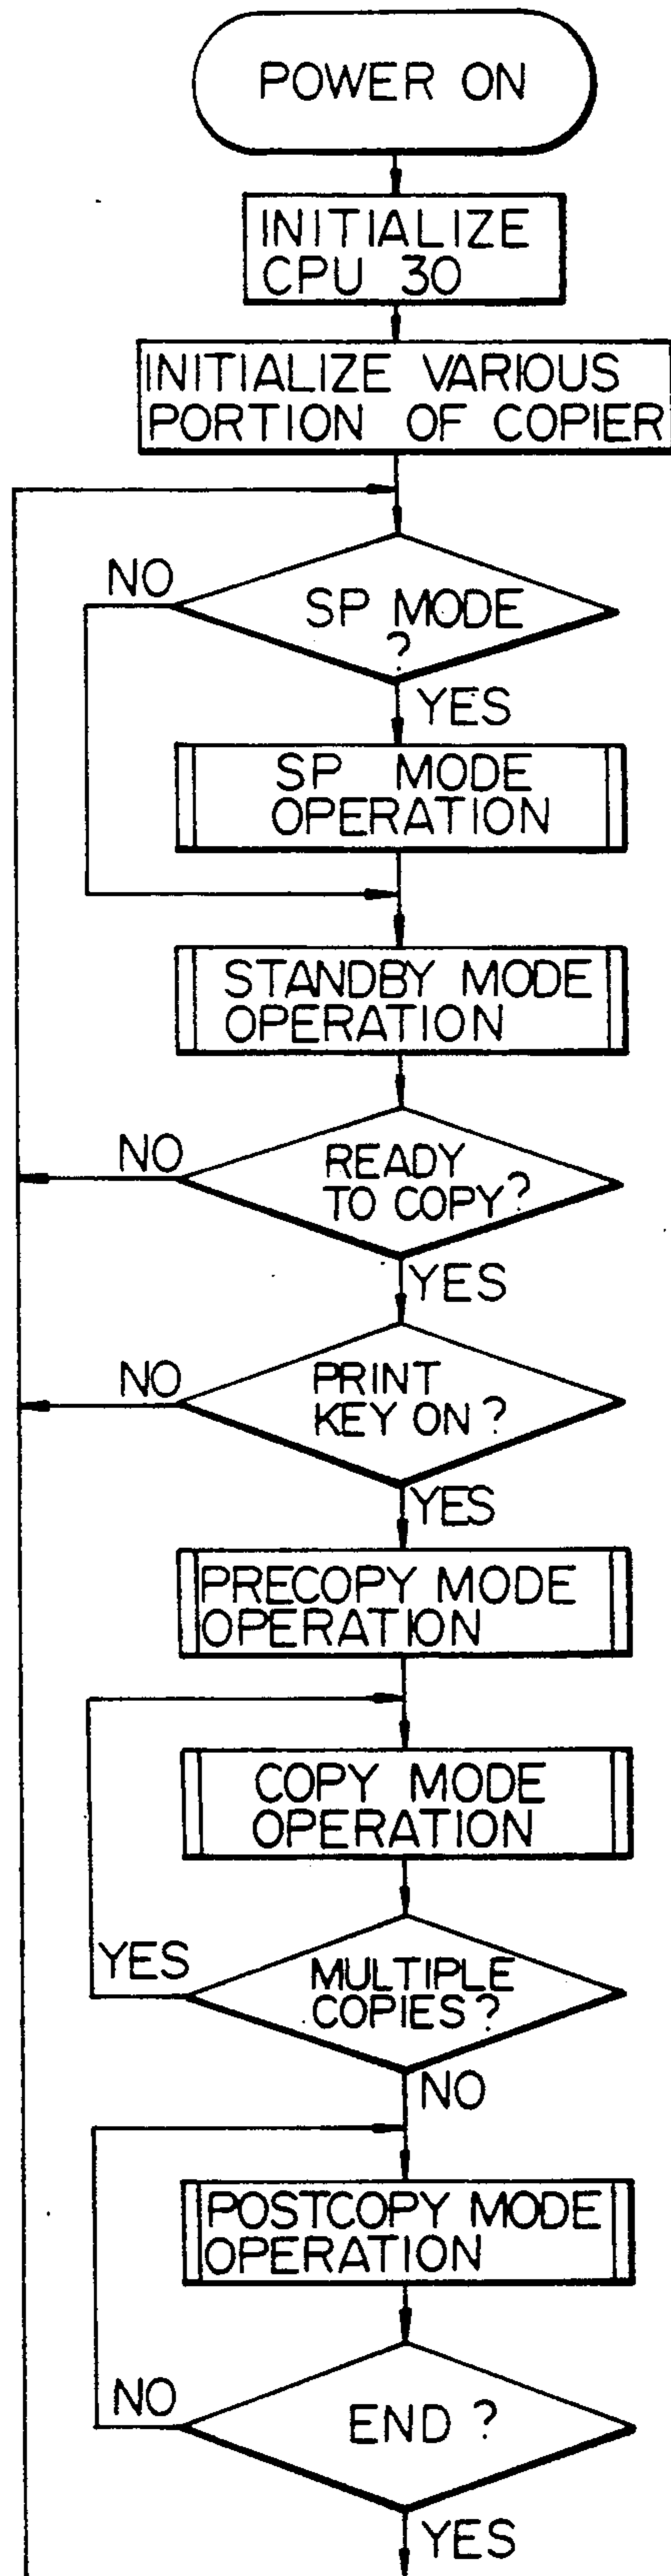 POWER ON
INITIALIZE
CPU 30
INITIALIZE VARIOUS
PORTION OF COPIER
NO
SP MODE
?
YES
SP MODE
OPERATION
STANDBY MODE
OPERATION
NO
READY
TO COPY?
YES
NO
PRINT
KEY ON ?
YES
PRECOPY MODE
OPERATION
COPY MODE
OPERATION
YES
MULTIPLE
COPIES ?
NO
POSTCOPY MODE
OPERATION
NO
END ?
YES